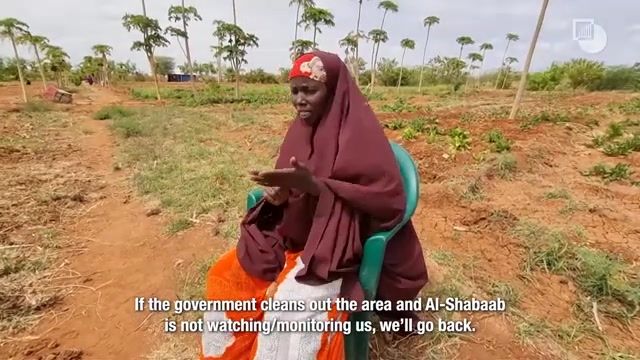 If the government cleans out the area and Al-Shabaab
is not watching/monitoring us, we'll go back.